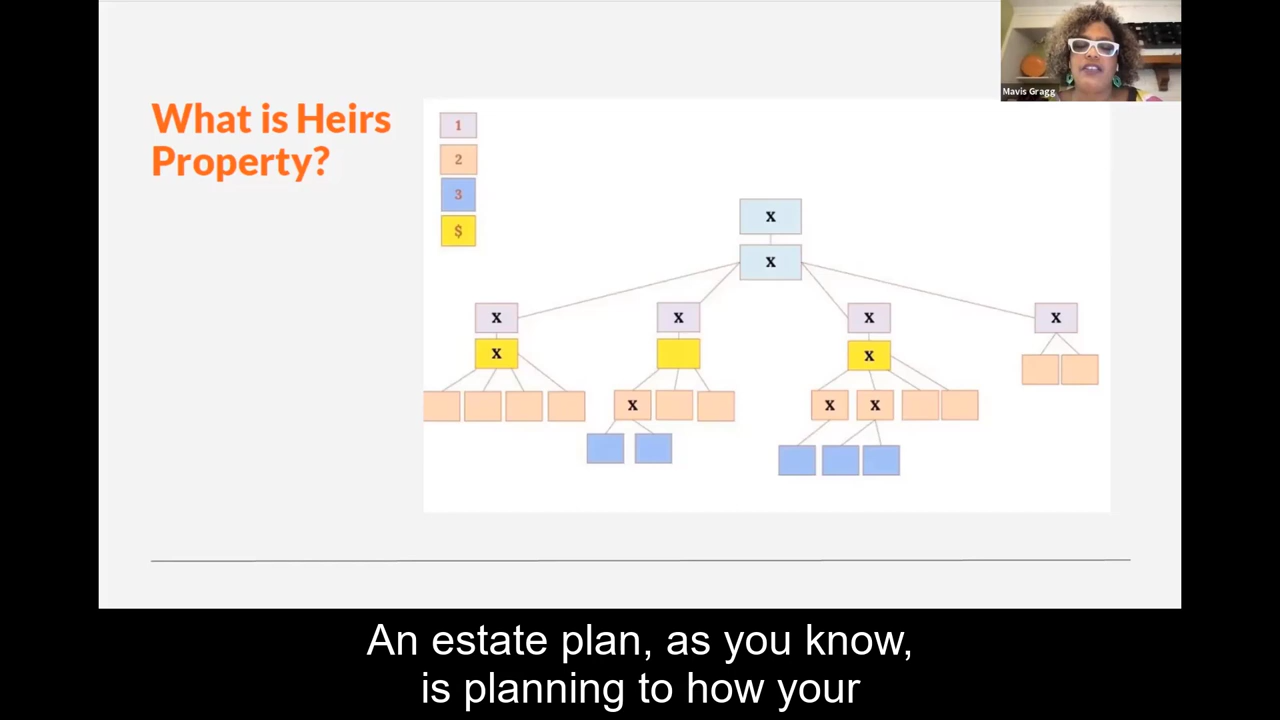 What is Heirs
Property?
Mavis Gragg
1
2
3
$
x
x
x
x
x
x
x
x
x
x
x
An estate plan, as you know,
is planning to how your